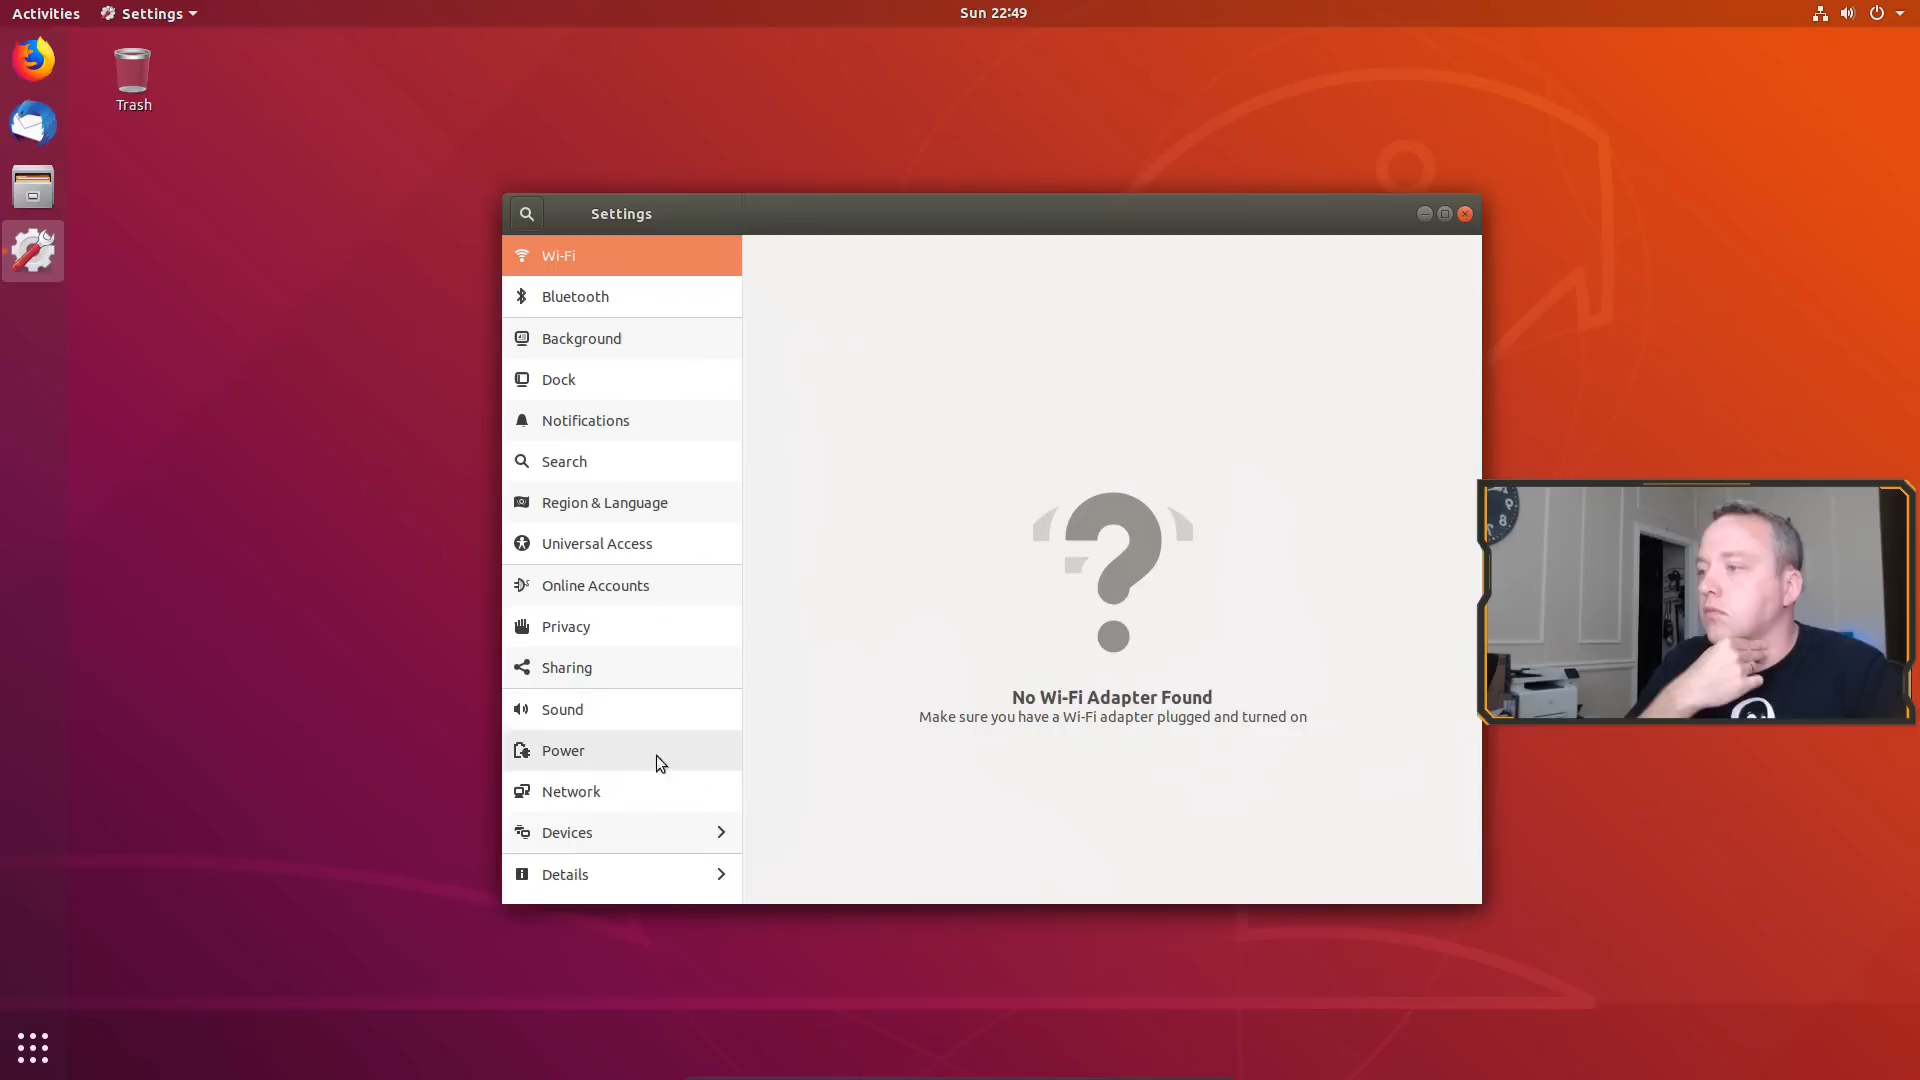 Activities
Settings
Sun 22:49
Trash
Settings
Wi-Fi
Bluetooth
Background
Dock
Notifications
Search
Region & Language
Universal Access
Online Accounts
Privacy
Sharing
Sound
Power
Network
Devices
Details
No Wi-Fi Adapter Found
Make sure you have a Wi-Fi adapter plugged and turned on